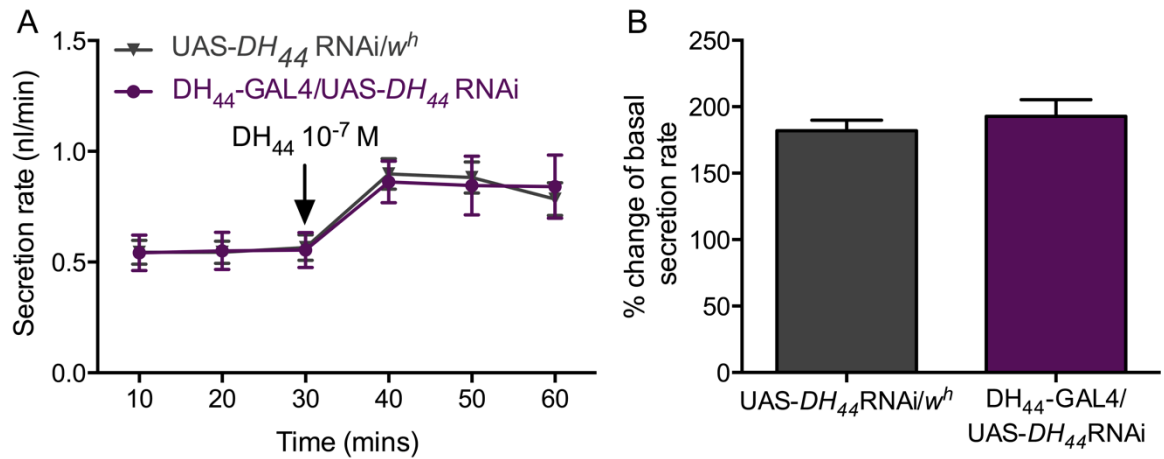 A
1.5
1.0
0.5
0.0
Secretion rate (nl/min)
UAS-DH44 RNAi/wh
DH44-GAL4/UAS-DH44 RNAi
DH44 10-7 M
10 20 30 40 50 60
Time (mins)
B
250
200
150
100
50
0
% change of basal
secretion rate
UAS-DH44RNAi/wh
DH44-GAL4/
UAS-DH44RNAi